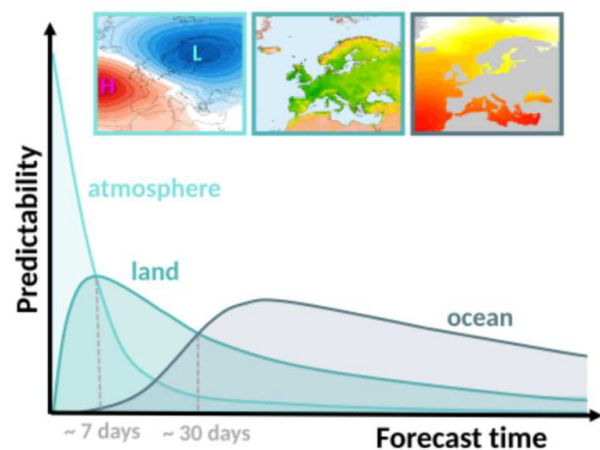 L
H
Predictability
atmosphere
land
ocean
~ 7 days
~ 30 days
Forecast time